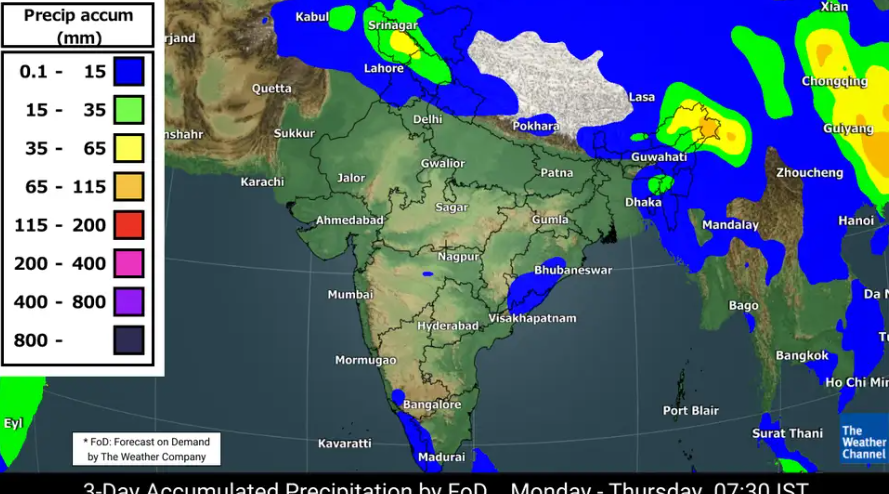 Precip accum
(mm)
0.1 - 15
15 - 35
35 - 65
65 - 115
115 - 200
200 - 400
400 - 800
800 -
Kabul
Srinagar
Xian
rjand
Lahore
Chongqing
Quetta
Lasa
Delhi
Pokhara
Guiyang
nshahr
Sukkur
Gwalior
Guwahati
Patna
Zhoucheng
Karachi
Jalor
Dhaka
Sagar
Ahmedabad
Gumla
Mandalay
Hanoi
Nagpur
Bhubaneswar
Mumbai
Da N
Bago
Visakhapatnam
Hyderabad
Tu
Mormugao
Bangkok
Ho Chi Min
Bangalore
Port Blair
Eyl
Surat Thani
The
Weather
Channel
Kavaratti
Madurai
* FoD: Forecast on Demand
by The Weather Company
3-Day Accumulated Precipitation by FoD Monday - Thursday 07:30 IST